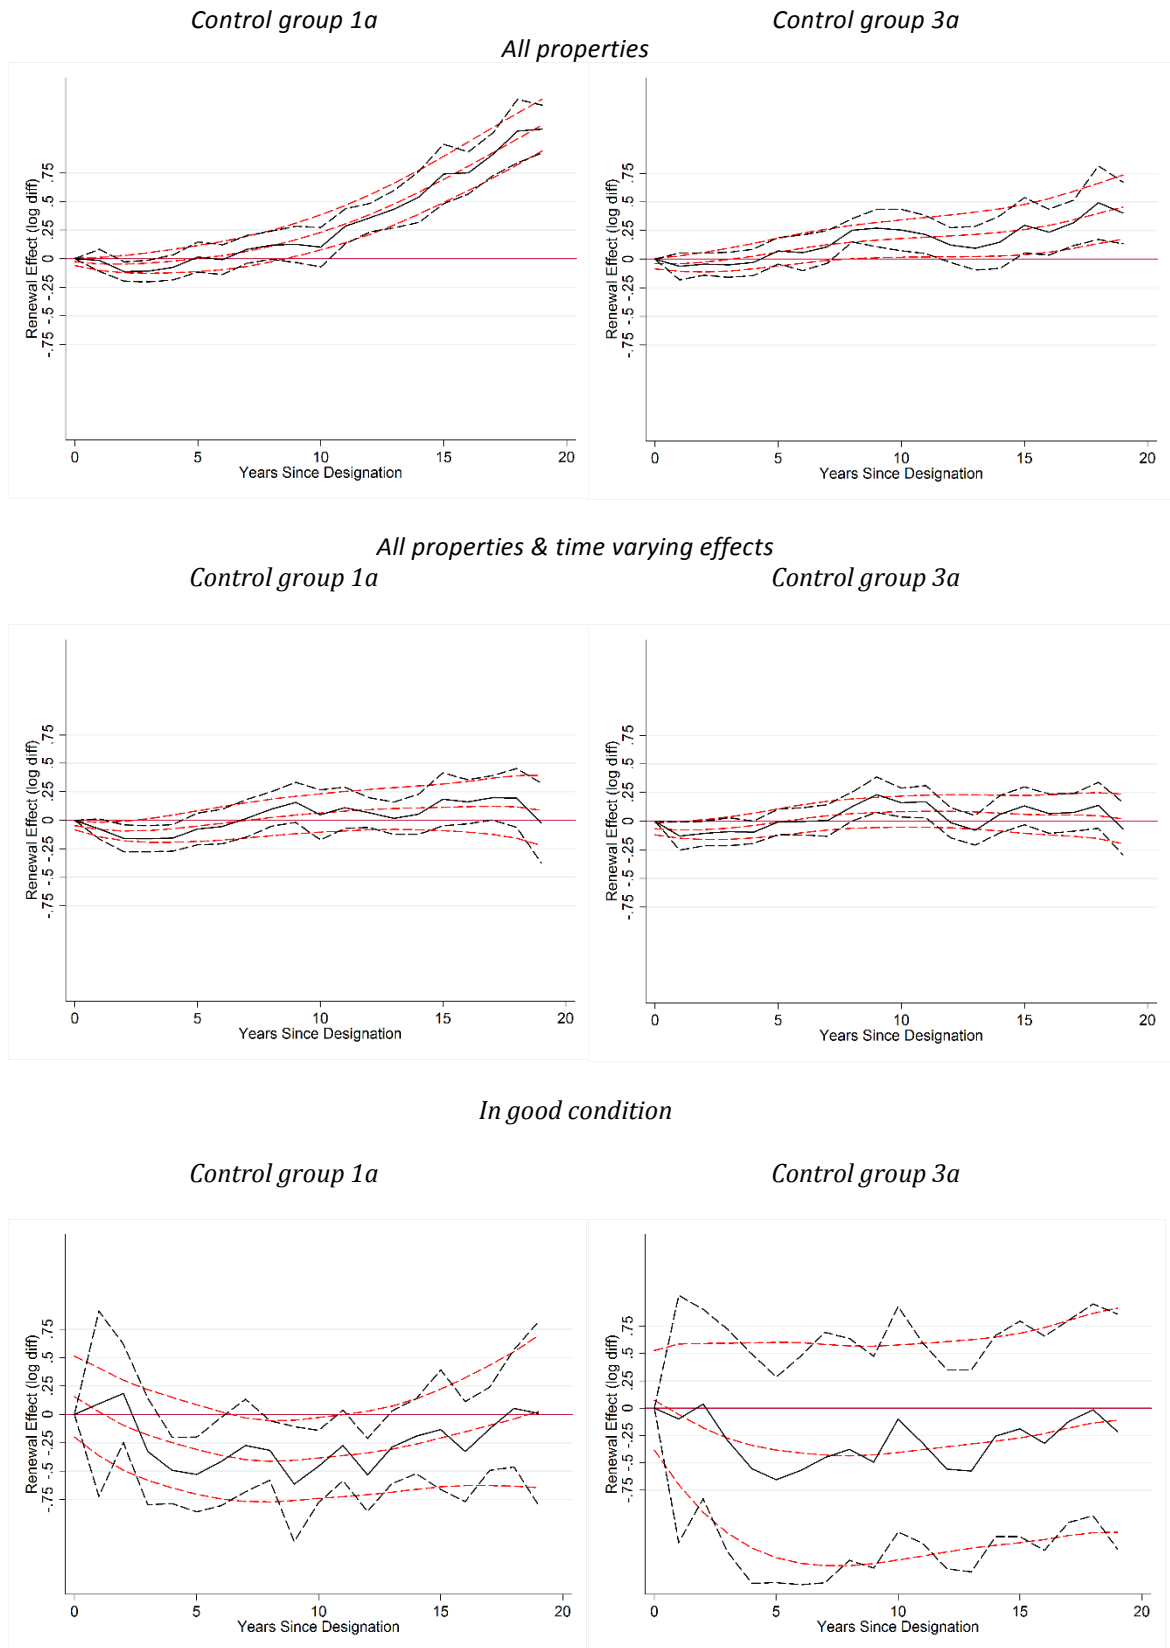 Control group 1a Control group 3a
All properties
Renewal Effect (log diff)
-.75 -.5 -.25 0 .25 .5 .75
0 5 10 15 20
Years Since Designation
Renewal Effect (log diff)
-.75 -.5 -.25 0 .25 .5 .75
0 5 10 15 20
Years Since Designation
All properties & time varying effects
Control group 1a Control group 3a
Renewal Effect (log diff)
-.75 -.5 -.25 0 .25 .5 .75
0 5 10 15 20
Years Since Designation
Renewal Effect (log diff)
-.75 -.5 -.25 0 .25 .5 .75
0 5 10 15 20
Years Since Designation
In good condition
Control group 1a Control group 3a
Renewal Effect (log diff)
-.75 -.5 -.25 0 .25 .5 .75
0 5 10 15 20
Years Since Designation
Renewal Effect (log diff)
-.75 -.5 -.25 0 .25 .5 .75
0 5 10 15 20
Years Since Designation